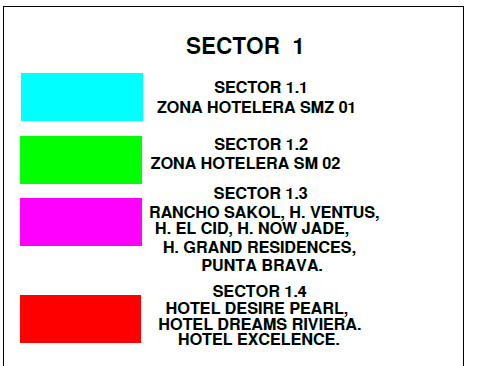 SECTOR 1
SECTOR 1.1
ZONA HOTELERA SMZ 01
SECTOR 1.2
ZONA HOTELERA SM 02
SECTOR 1.3
RANCHO SAKOL, H. VENTUS,
H. EL CID, H. NOW JADE,
H. GRAND RESIDENCES,
PUNTA BRAVA.
SECTOR 1.4
HOTEL DESIRE PEARL,
HOTEL DREAMS RIVIERA.
HOTEL EXCELENCE.